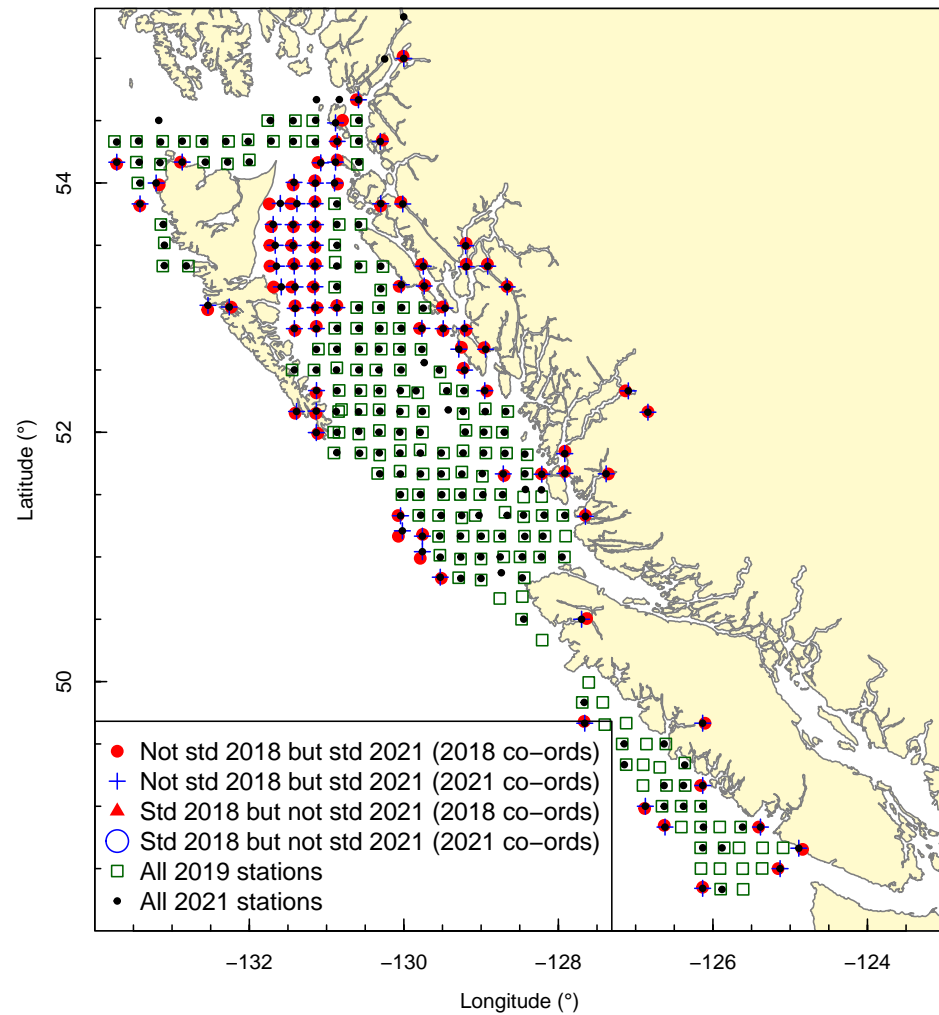 54
52
50
Latitude (°)
Not std 2018 but std 2021 (2018 co−ords)
Not std 2018 but std 2021 (2021 co−ords)
Std 2018 but not std 2021 (2018 co−ords)
Std 2018 but not std 2021 (2021 co−ords)
All 2019 stations
All 2021 stations
−132 −130 −128 −126 −124
Longitude (°)